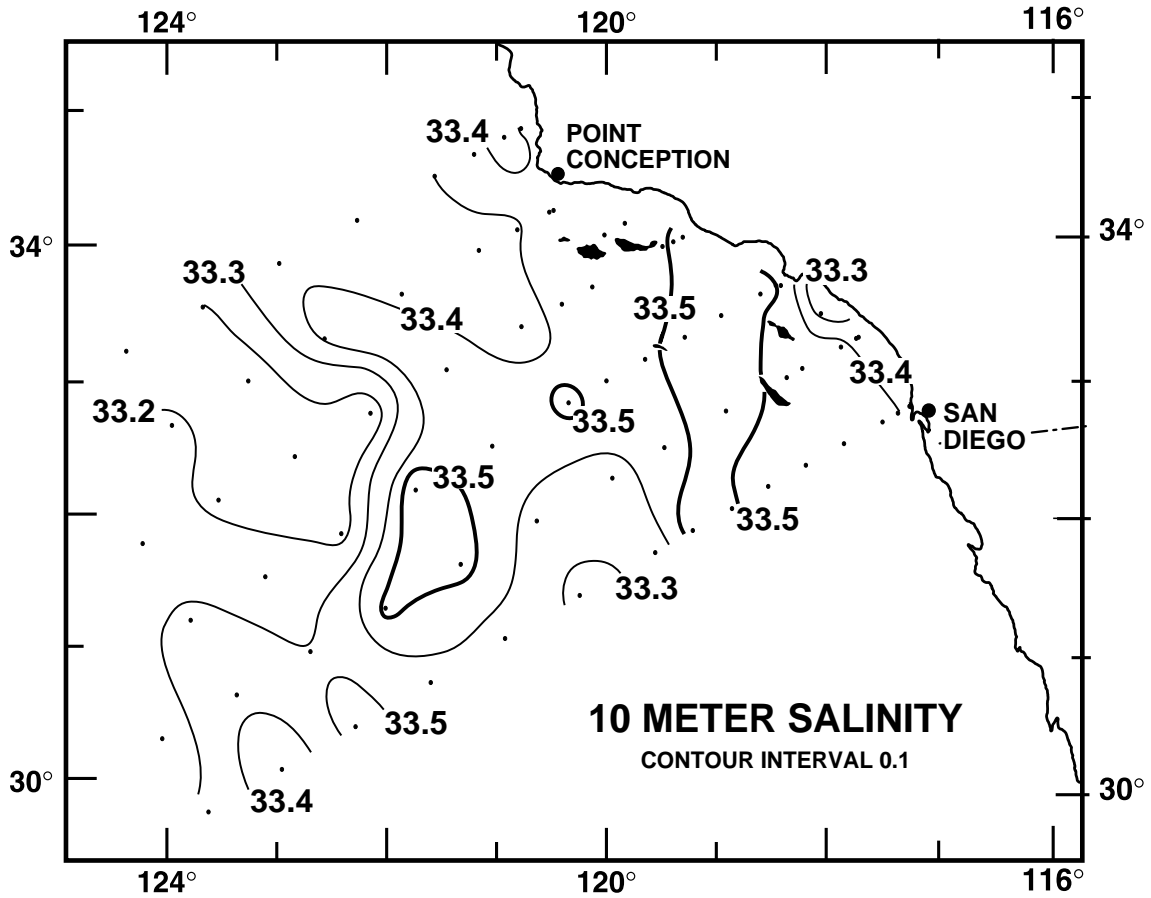 124° 120° 116°
33.4
POINT
CONCEPTION
34° 34°
33.3 33.3
33.5
33.4
33.4
33.2
33.5
SAN
DIEGO
33.5
33.5
33.3
33.5
10 METER SALINITY
CONTOUR INTERVAL 0.1
30° 30°
33.4
124° 120° 116°